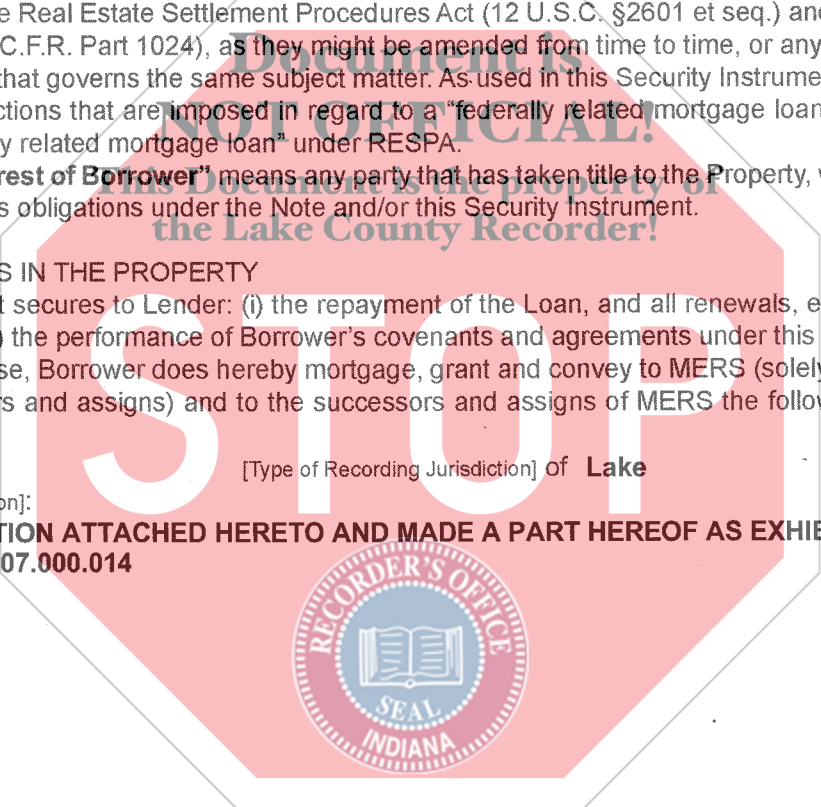 e Real Estate Settlement Procedures Act (12 U.S.C. §2601 et seq.) and
C.F.R. Part 1024), as they might be amended from time to time, or any
Document is
that governs the same subject matter. As used in this Security Instrume
NOT OFFICIAL!
ctions that are imposed in regard to a “federally related mortgage loan
y related mortgage loan” under RESPA.
rest of Borrower” means any party that has taken title to the Property, w
This Document is the property of
s obligations under the Note and/or this Security Instrument.
the Lake County Recorder!
S IN THE PROPERTY
t secures to Lender: (i) the repayment of the Loan, and all renewals, e
) the performance of Borrower’s covenants and agreements under this
se, Borrower does hereby mortgage, grant and convey to MERS (solely
rs and assigns) and to the successors and assigns of MERS the follow
STOP
[Type of Recording Jurisdiction] of Lake
on]:
TION ATTACHED HERETO AND MADE A PART HEREOF AS EXHIB
07.000.014
RECORDER'S OFFICE
SEAL
INDIANA